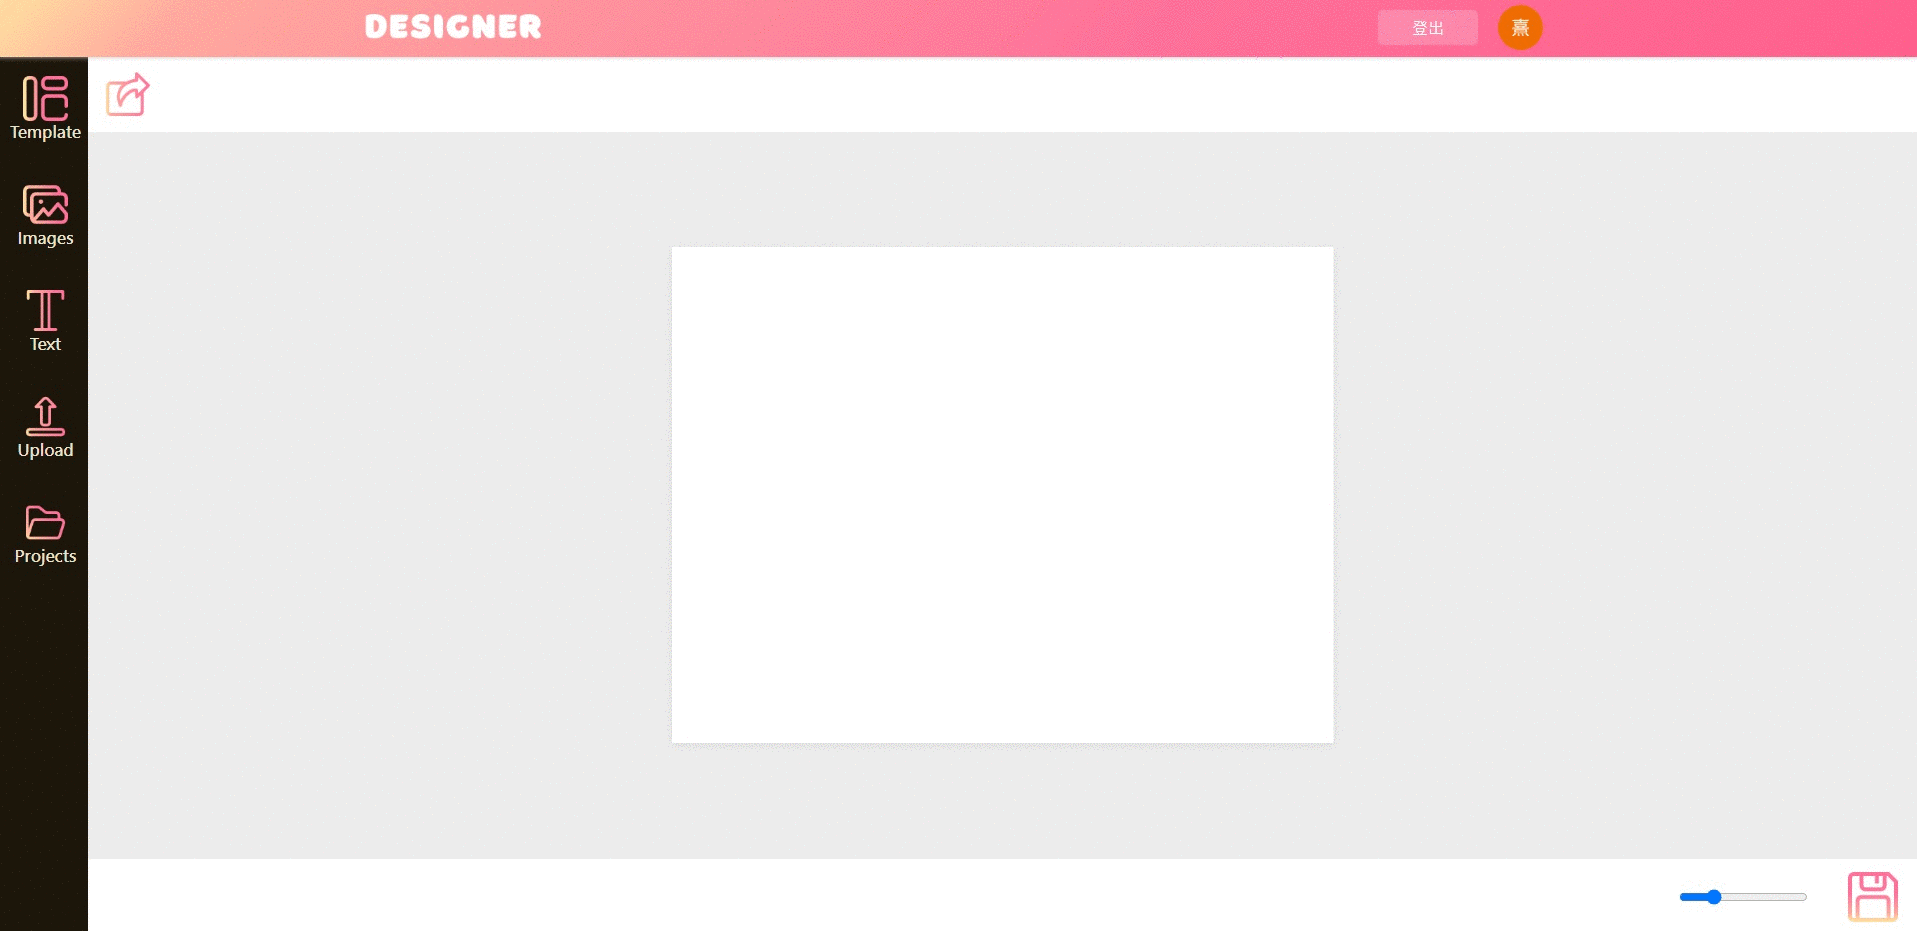 DESIGNER
登出
熹
Template
Images
Text
Upload
Projects